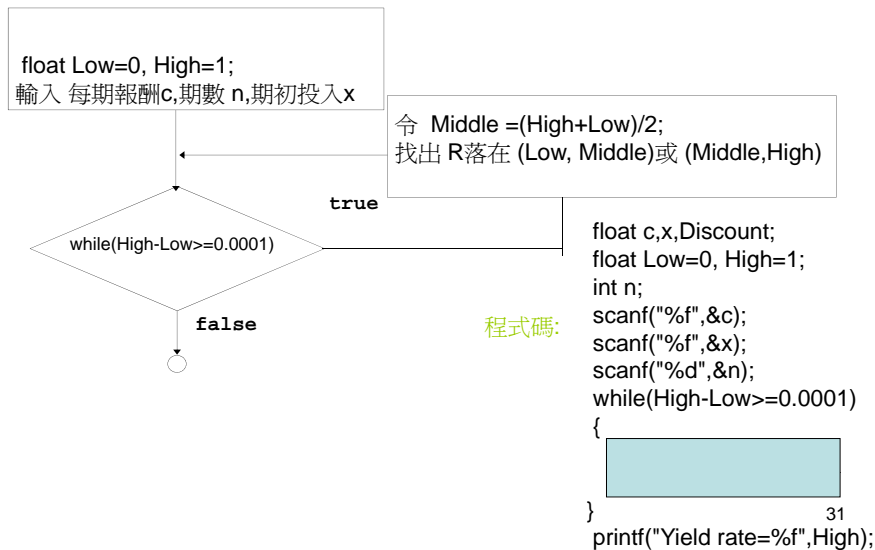 float Low=0, High=1;
輸入 每期報酬c,期數 n,期初投入x
令 Middle =(High+Low)/2;
找出 R落在 (Low, Middle)或 (Middle,High)
true
while(High-Low>=0.0001)
false
程式碼:
float c,x,Discount;
float Low=0, High=1;
int n;
scanf("%f",&c);
scanf("%f",&x);
scanf("%d",&n);
while(High-Low>=0.0001)
{
}
31
printf("Yield rate=%f",High);